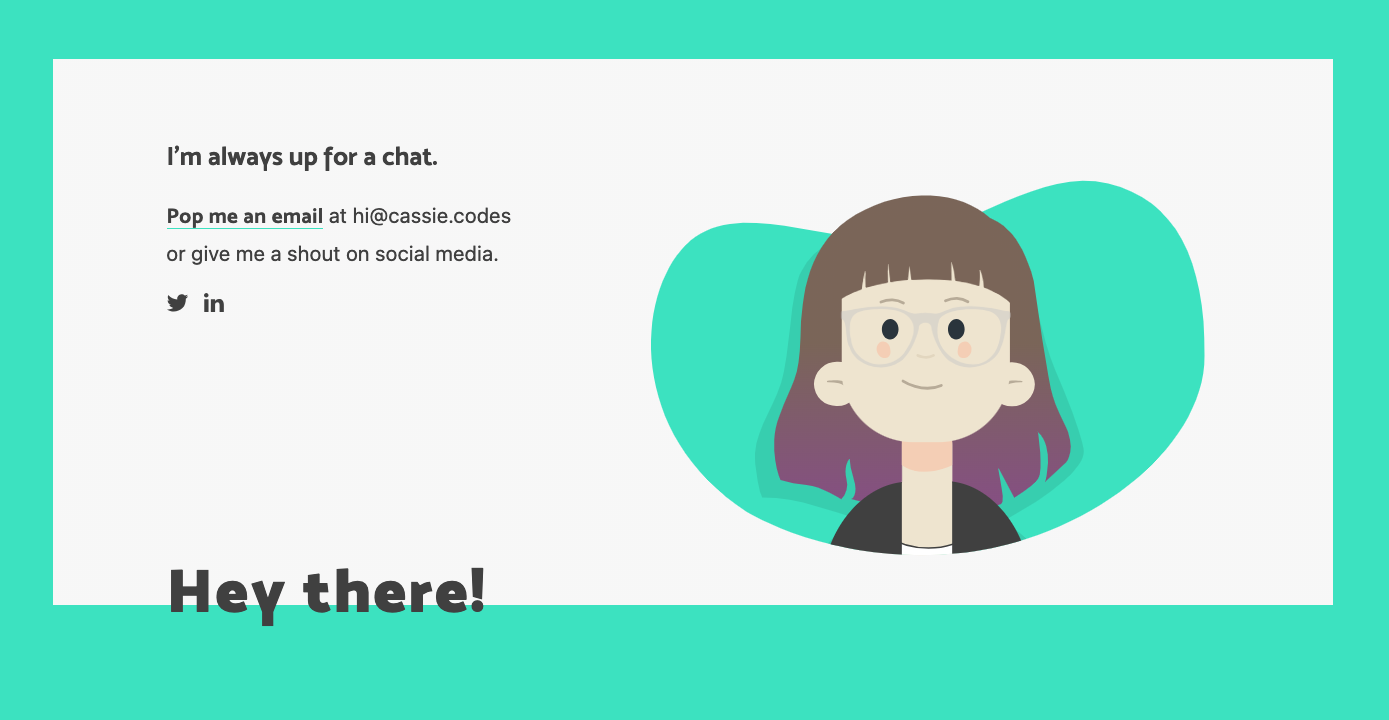 I’m always up for a chat.
Pop me an email at hi@cassie.codes
or give me a shout on social media.
in
Hey there!